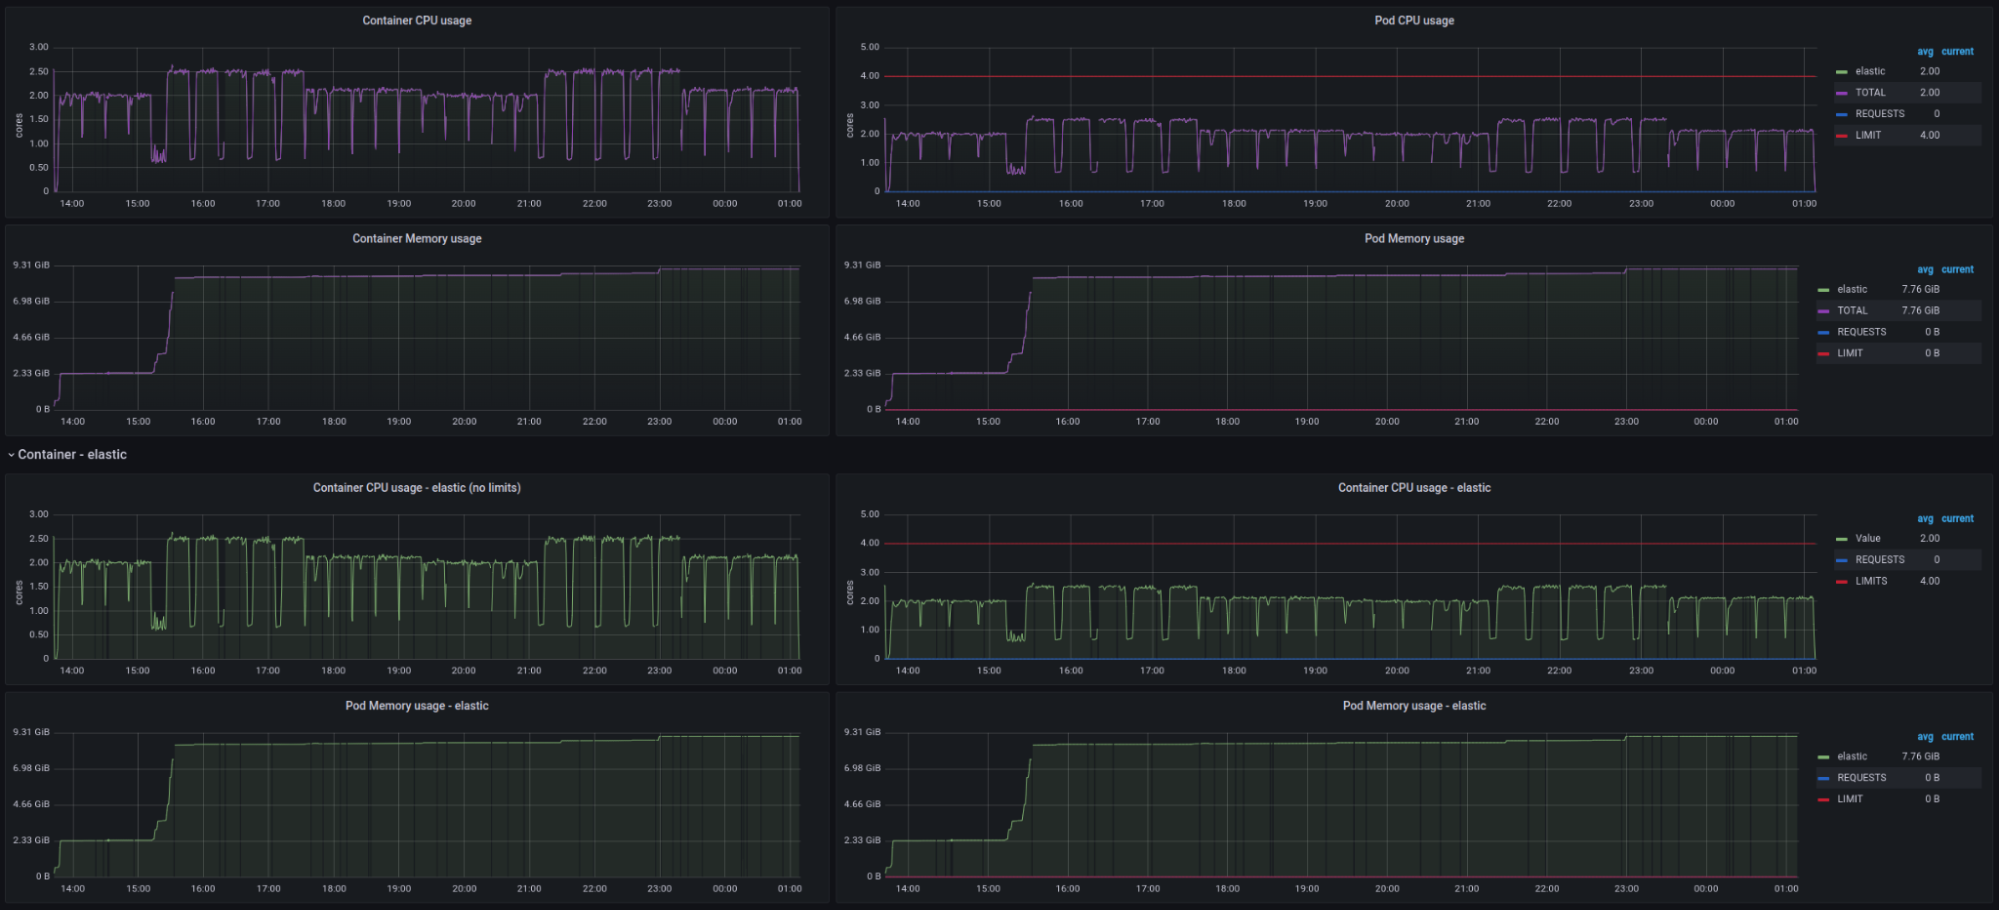 Container CPU usage
3.00
2.50
2.00
1.50
1.00
0.50
0
cores
14:00 15:00 16:00 17:00 18:00 19:00 20:00 21:00 22:00 23:00 00:00 01:00
Pod CPU usage
5.00
4.00
3.00
2.00
1.00
0
cores
14:00 15:00 16:00 17:00 18:00 19:00 20:00 21:00 22:00 23:00 00:00 01:00
avg current
elastic 2.00
TOTAL 2.00
REQUESTS 0
LIMIT 4.00
Container Memory usage
9.31 GiB
6.98 GiB
4.66 GiB
2.33 GiB
0 B
14:00 15:00 16:00 17:00 18:00 19:00 20:00 21:00 22:00 23:00 00:00 01:00
Pod Memory usage
9.31 GiB
6.98 GiB
4.66 GiB
2.33 GiB
0 B
14:00 15:00 16:00 17:00 18:00 19:00 20:00 21:00 22:00 23:00 00:00 01:00
avg current
elastic 7.76 GiB
TOTAL 7.76 GiB
REQUESTS 0 B
LIMIT 0 B
Container - elastic
Container CPU usage - elastic (no limits)
3.00
2.50
2.00
1.50
1.00
0.50
0
cores
14:00 15:00 16:00 17:00 18:00 19:00 20:00 21:00 22:00 23:00 00:00 01:00
Container CPU usage - elastic
5.00
4.00
3.00
2.00
1.00
0
cores
14:00 15:00 16:00 17:00 18:00 19:00 20:00 21:00 22:00 23:00 00:00 01:00
avg current
Value 2.00
REQUESTS 0
LIMITS 4.00
Pod Memory usage - elastic
9.31 GiB
6.98 GiB
4.66 GiB
2.33 GiB
0 B
14:00 15:00 16:00 17:00 18:00 19:00 20:00 21:00 22:00 23:00 00:00 01:00
Pod Memory usage - elastic
9.31 GiB
6.98 GiB
4.66 GiB
2.33 GiB
0 B
14:00 15:00 16:00 17:00 18:00 19:00 20:00 21:00 22:00 23:00 00:00 01:00
avg current
elastic 7.76 GiB
REQUESTS 0 B
LIMIT 0 B